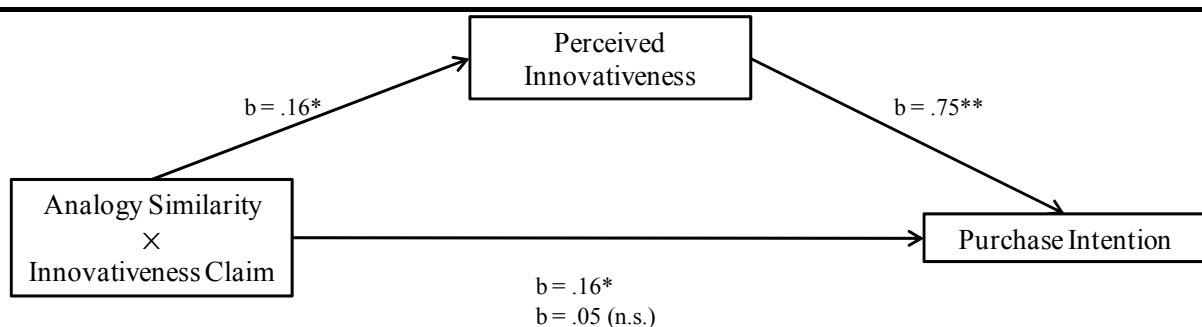 Perceived
Innovativeness
b = .16*
b = .75**
Analogy Similarity
×
Innovativeness Claim
Purchase Intention
b = .16*
b = .05 (n.s.)